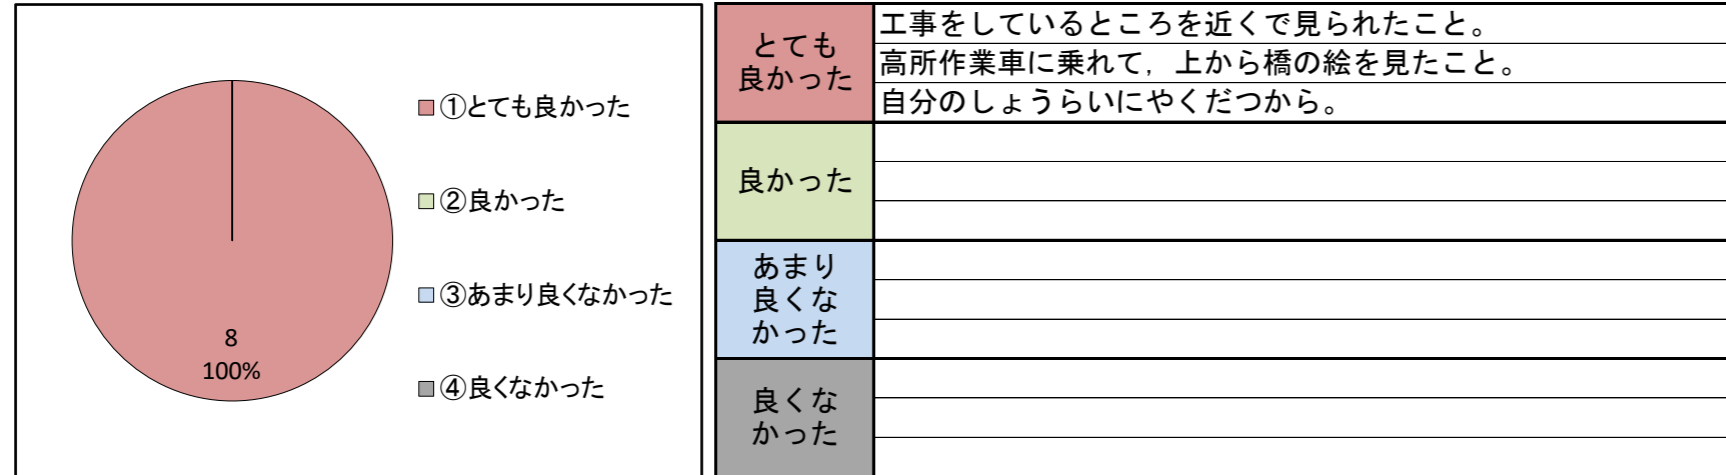 ①とても良かった
②良かった
③あまり良くなかった
④良くなかった
8
100%
とても
良かった
工事をしているところを近くで見られたこと。
高所作業車に乗れて，上から橋の絵を見たこと。
自分のしょうらいにやくだつから。
良かった
あまり
良くな
かった
良くな
かった